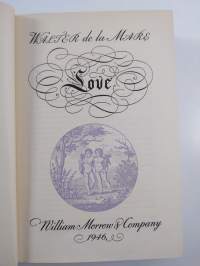 WALTER de la MARE
Love
William Morrow & Company
1946